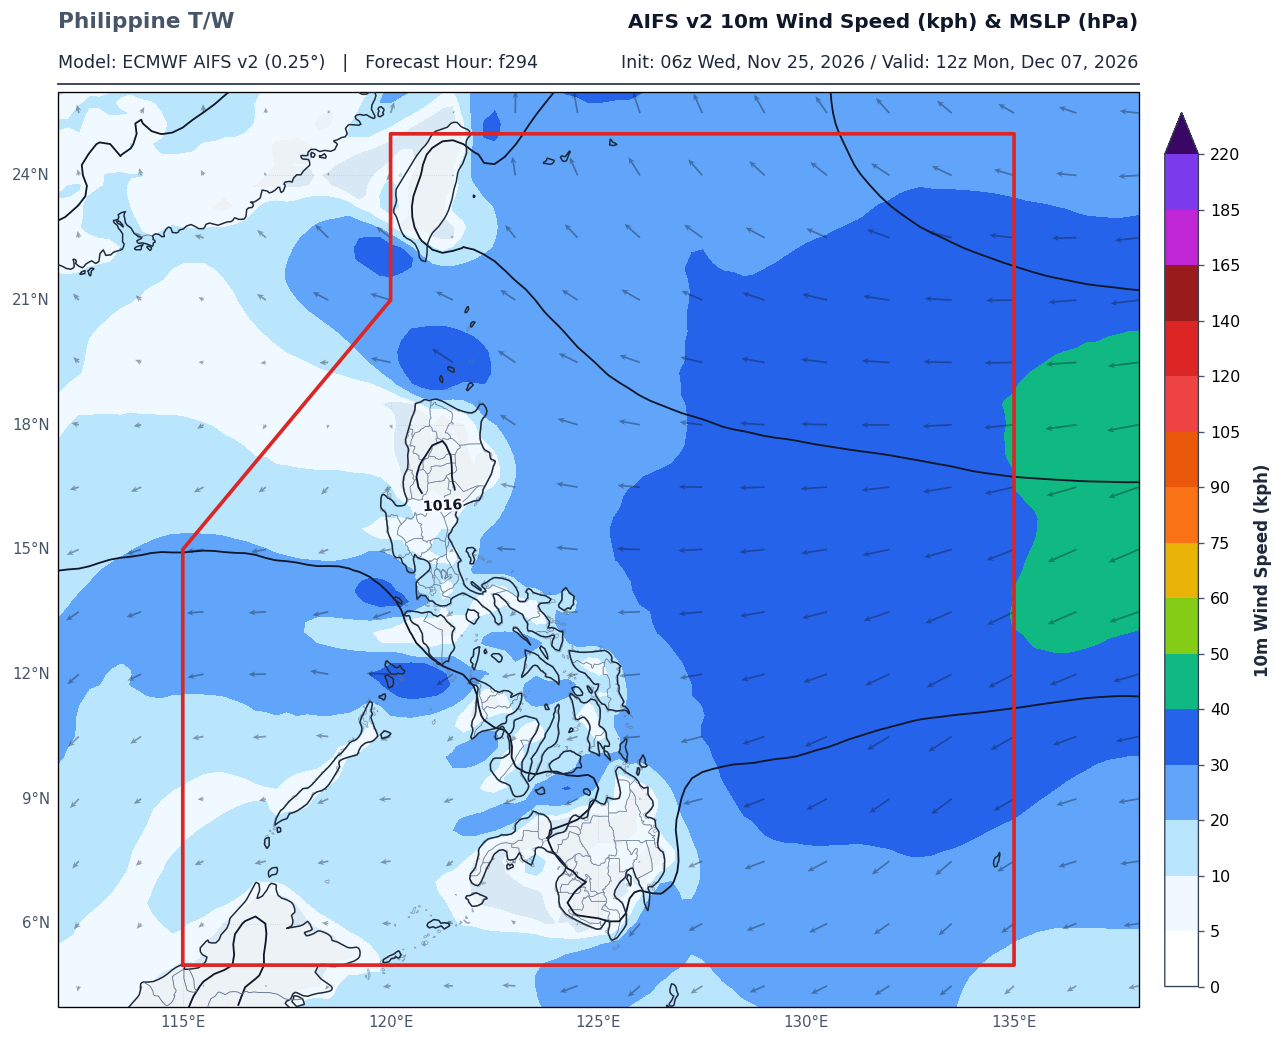 Philippine T/W
AIFS v2 10m Wind Speed (kph) & MSLP (hPa)
Model: ECMWF AIFS v2 (0.25°) | Forecast Hour: f294
Init: 06z Wed, Nov 25, 2026 / Valid: 12z Mon, Dec 07, 2026
24°N
21°N
18°N
15°N
12°N
9°N
6°N
1016
115°E
120°E
125°E
130°E
135°E
220
185
165
140
120
105
90
75
60
50
40
30
20
10
5
0
10m Wind Speed (kph)